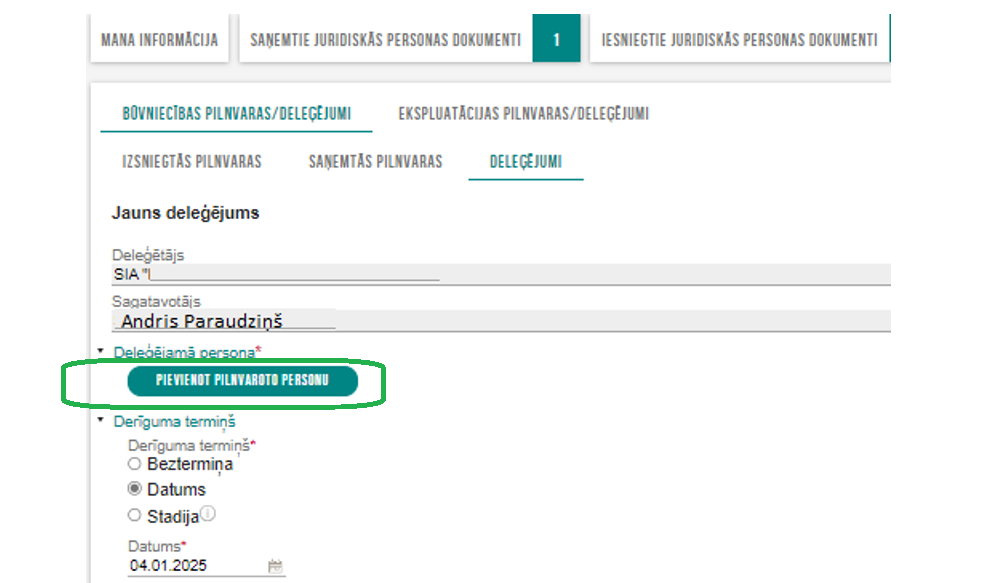 MANA INFORMĀCIJA SAŅEMTIE JURIDISKĀS PERSONAS DOKUMENTI 1 IESNIEGTIE JURIDISKĀS PERSONAS DOKUMENTI
BŪVNIECĪBAS PILNVARAS/DELEĢĒJUMI EKSPLUATĀCIJAS PILNVARAS/DELEĢĒJUMI
IZSNIEGTĀS PILNVARAS SAŅEMTĀS PILNVARAS DELEĢĒJUMI
Jauns deleģējums
Deleģētājs
SIA "
Sagatavotājs
Andris Paraudziņš
Deleģējamā persona*
PIEVIENOT PILNVAROTO PERSONU
Derīguma termiņš
Derīguma termiņš*
Beztermiņa
Datums
Stadija
Datums*
04.01.2025